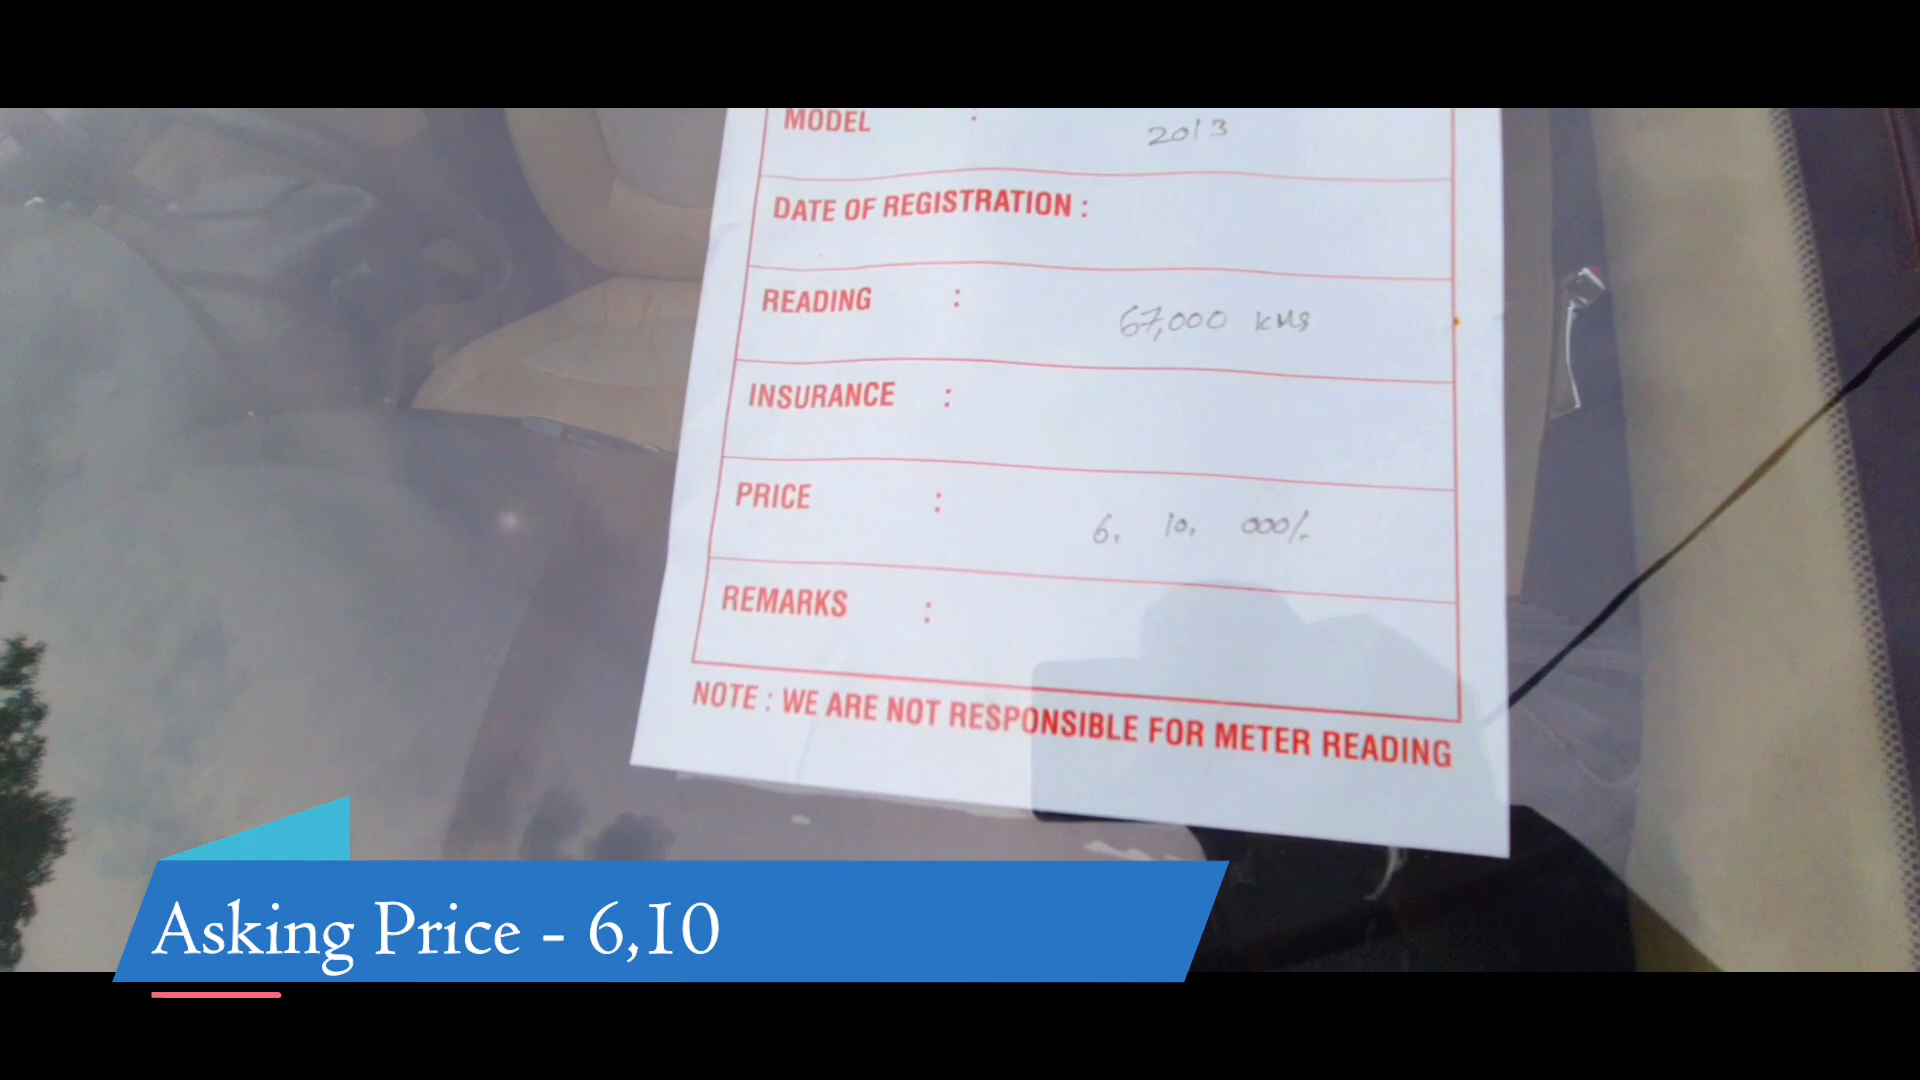 MODEL : 2013
DATE OF REGISTRATION :
READING : 67,000 KMS
INSURANCE :
PRICE : 6. 10. 000/-
REMARKS :
NOTE : WE ARE NOT RESPONSIBLE FOR METER READING
Asking Price - 6,10